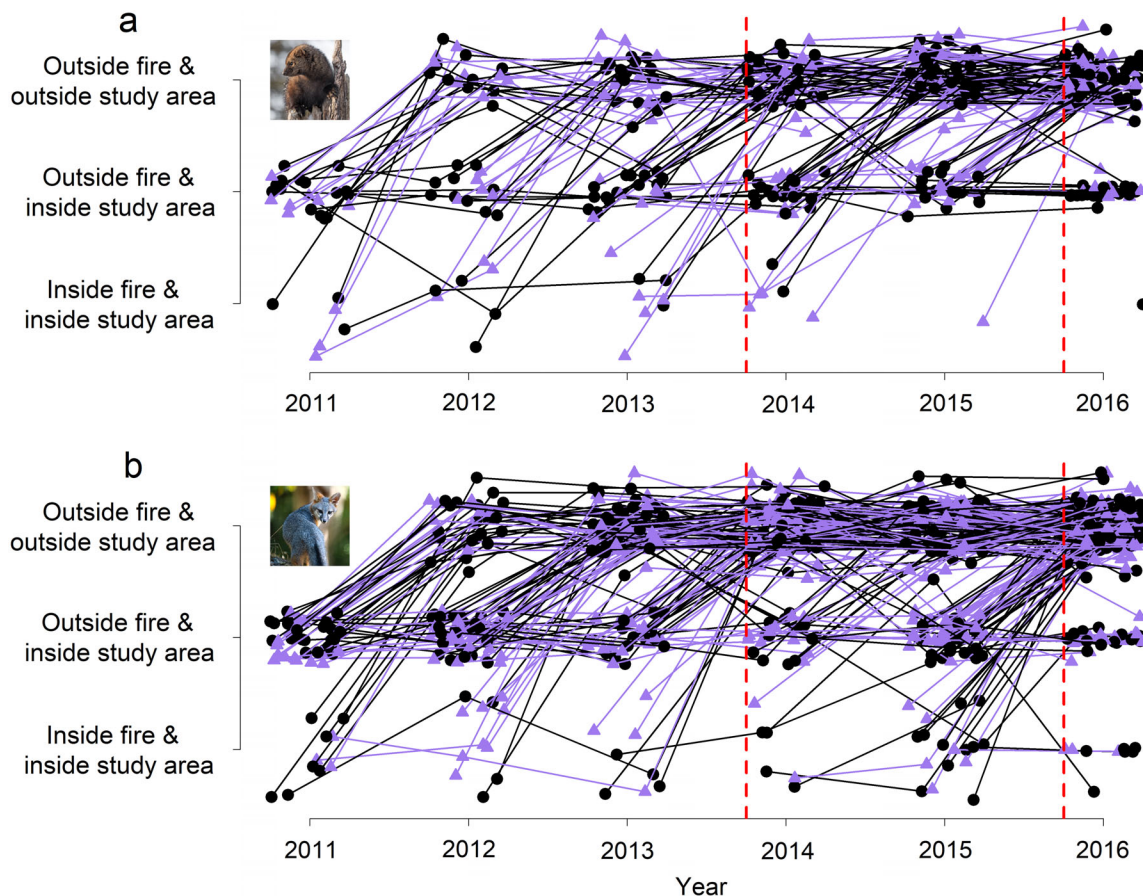 a
Outside fire &
outside study area
Outside fire &
inside study area
Inside fire &
inside study area
2011 2012 2013 2014 2015 2016
b
Outside fire &
outside study area
Outside fire &
inside study area
Inside fire &
inside study area
2011 2012 2013 2014 2015 2016
Year